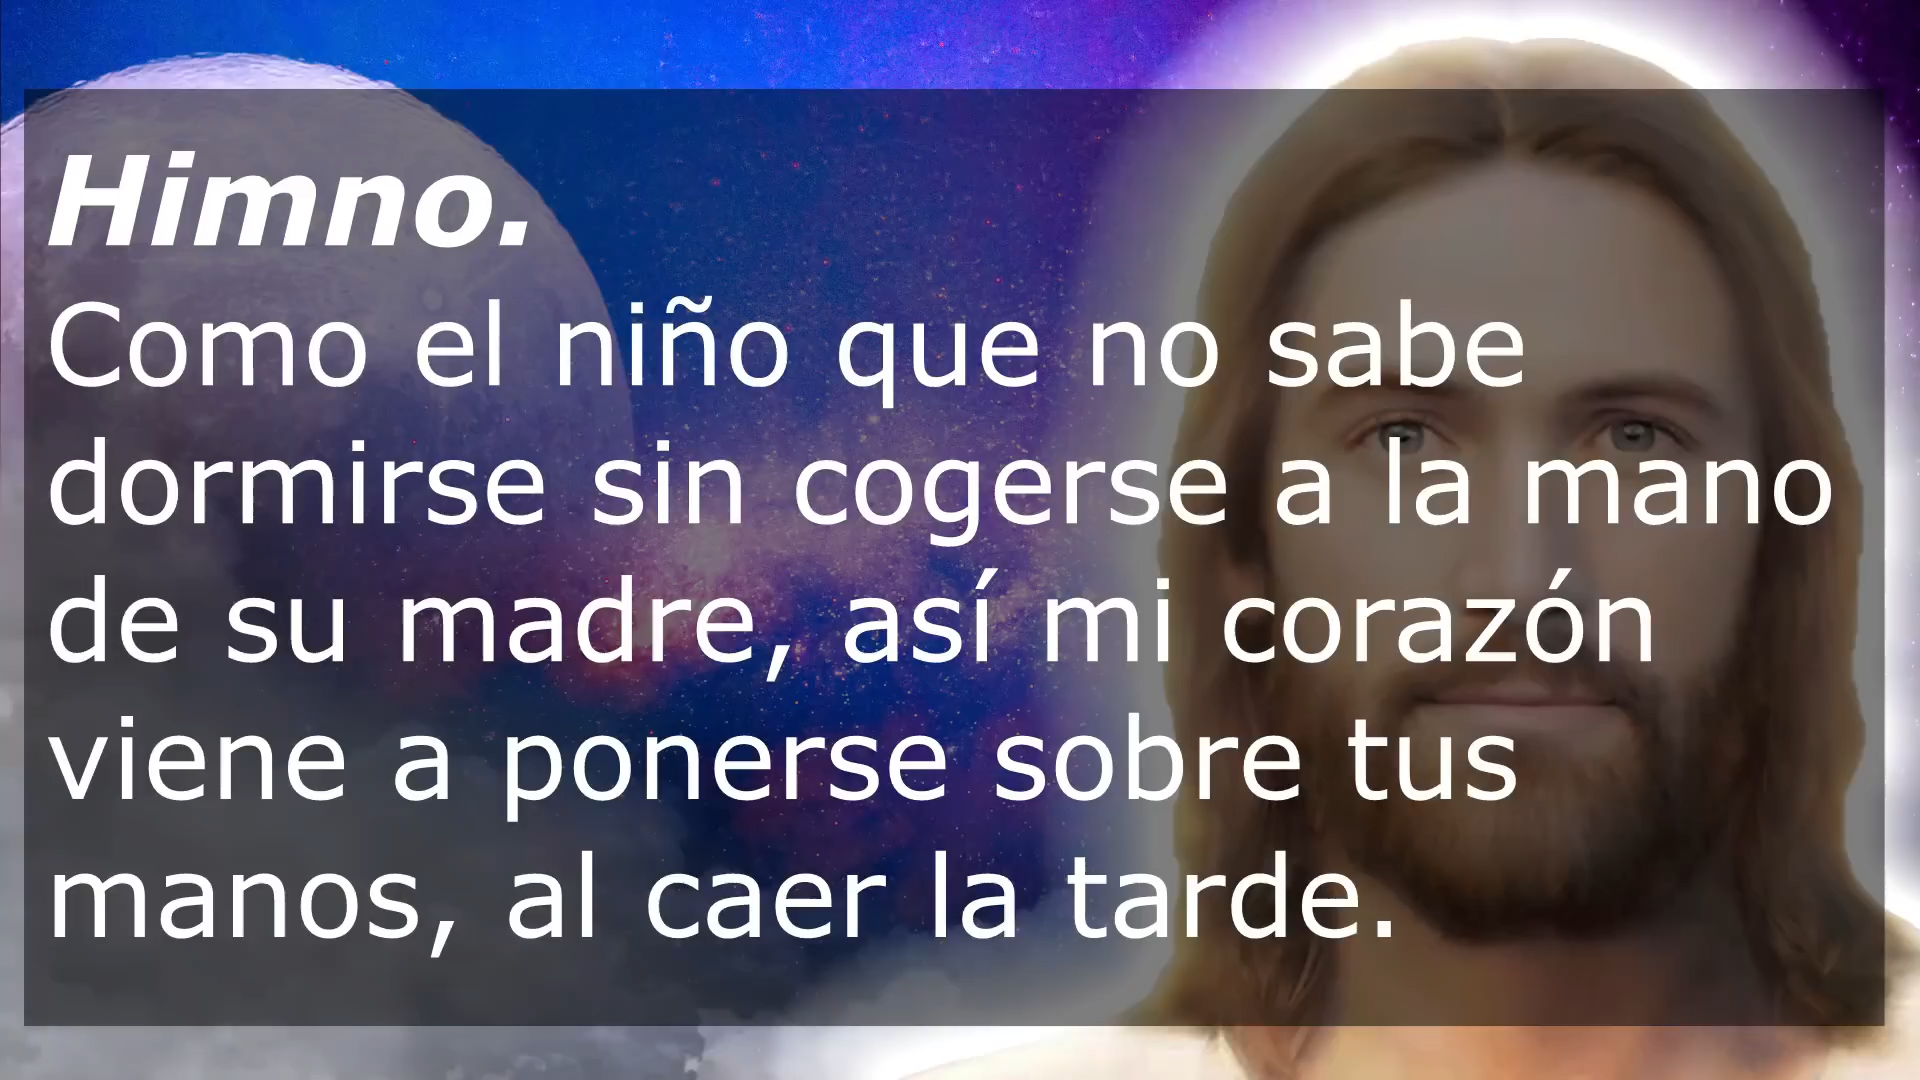 Himno.
Como el niño que no sabe
dormirse sin cogerse a la mano
de su madre, así mi corazón
viene a ponerse sobre tus
manos, al caer la tarde.